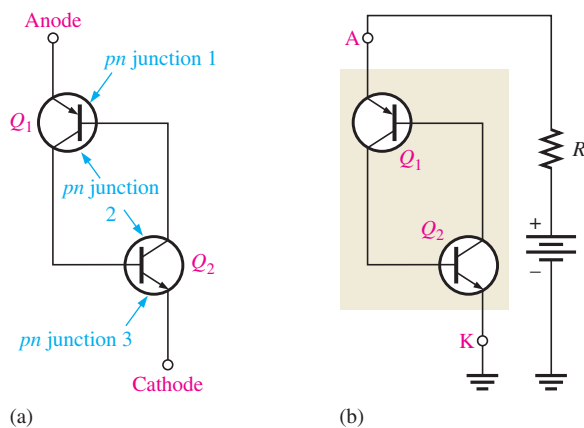 Anode
pn junction 1
Q1
pn junction
2
Q2
pn junction 3
Cathode
(a)
A
Q1
R
Q2
+
–
K
(b)